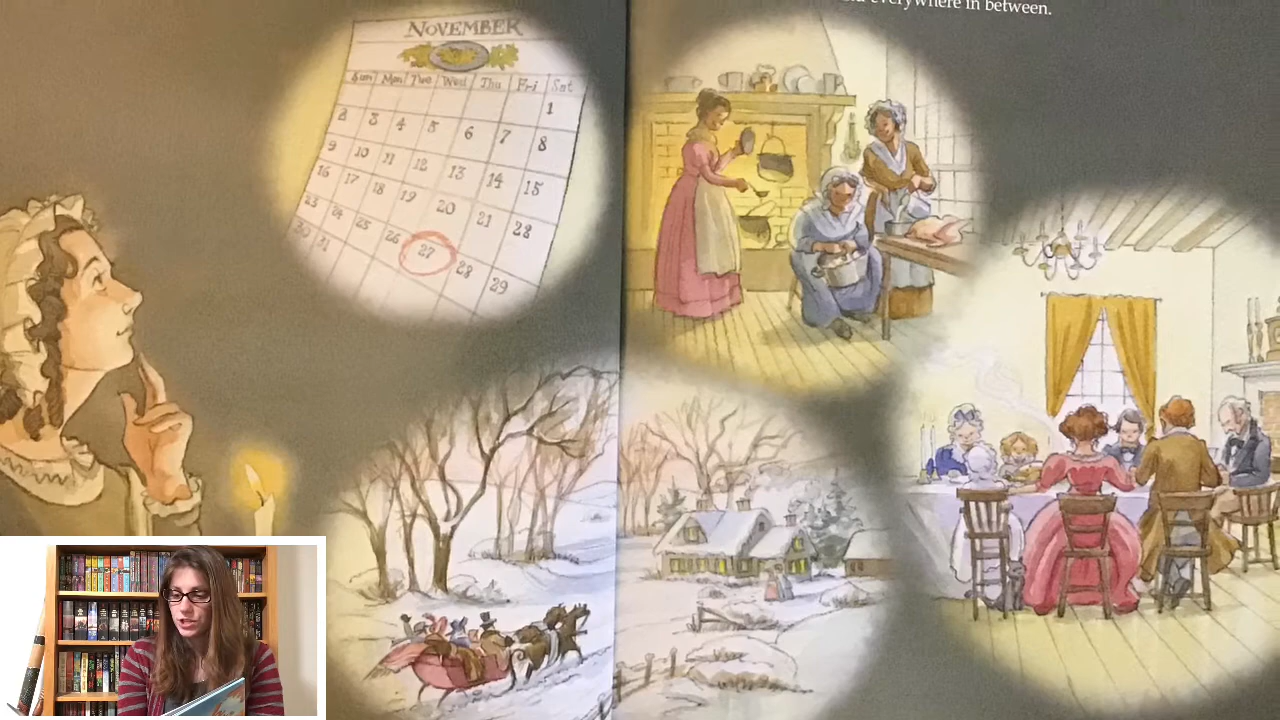 everywhere in between.
NOVEMBER
Sun Mon Tue Wed Thu Fri Sat
1
2 3 4 5 6 7 8
9 10 11 12 13 14 15
16 17 18 19 20 21 28
23 24 25 26 27 28 29
30 31